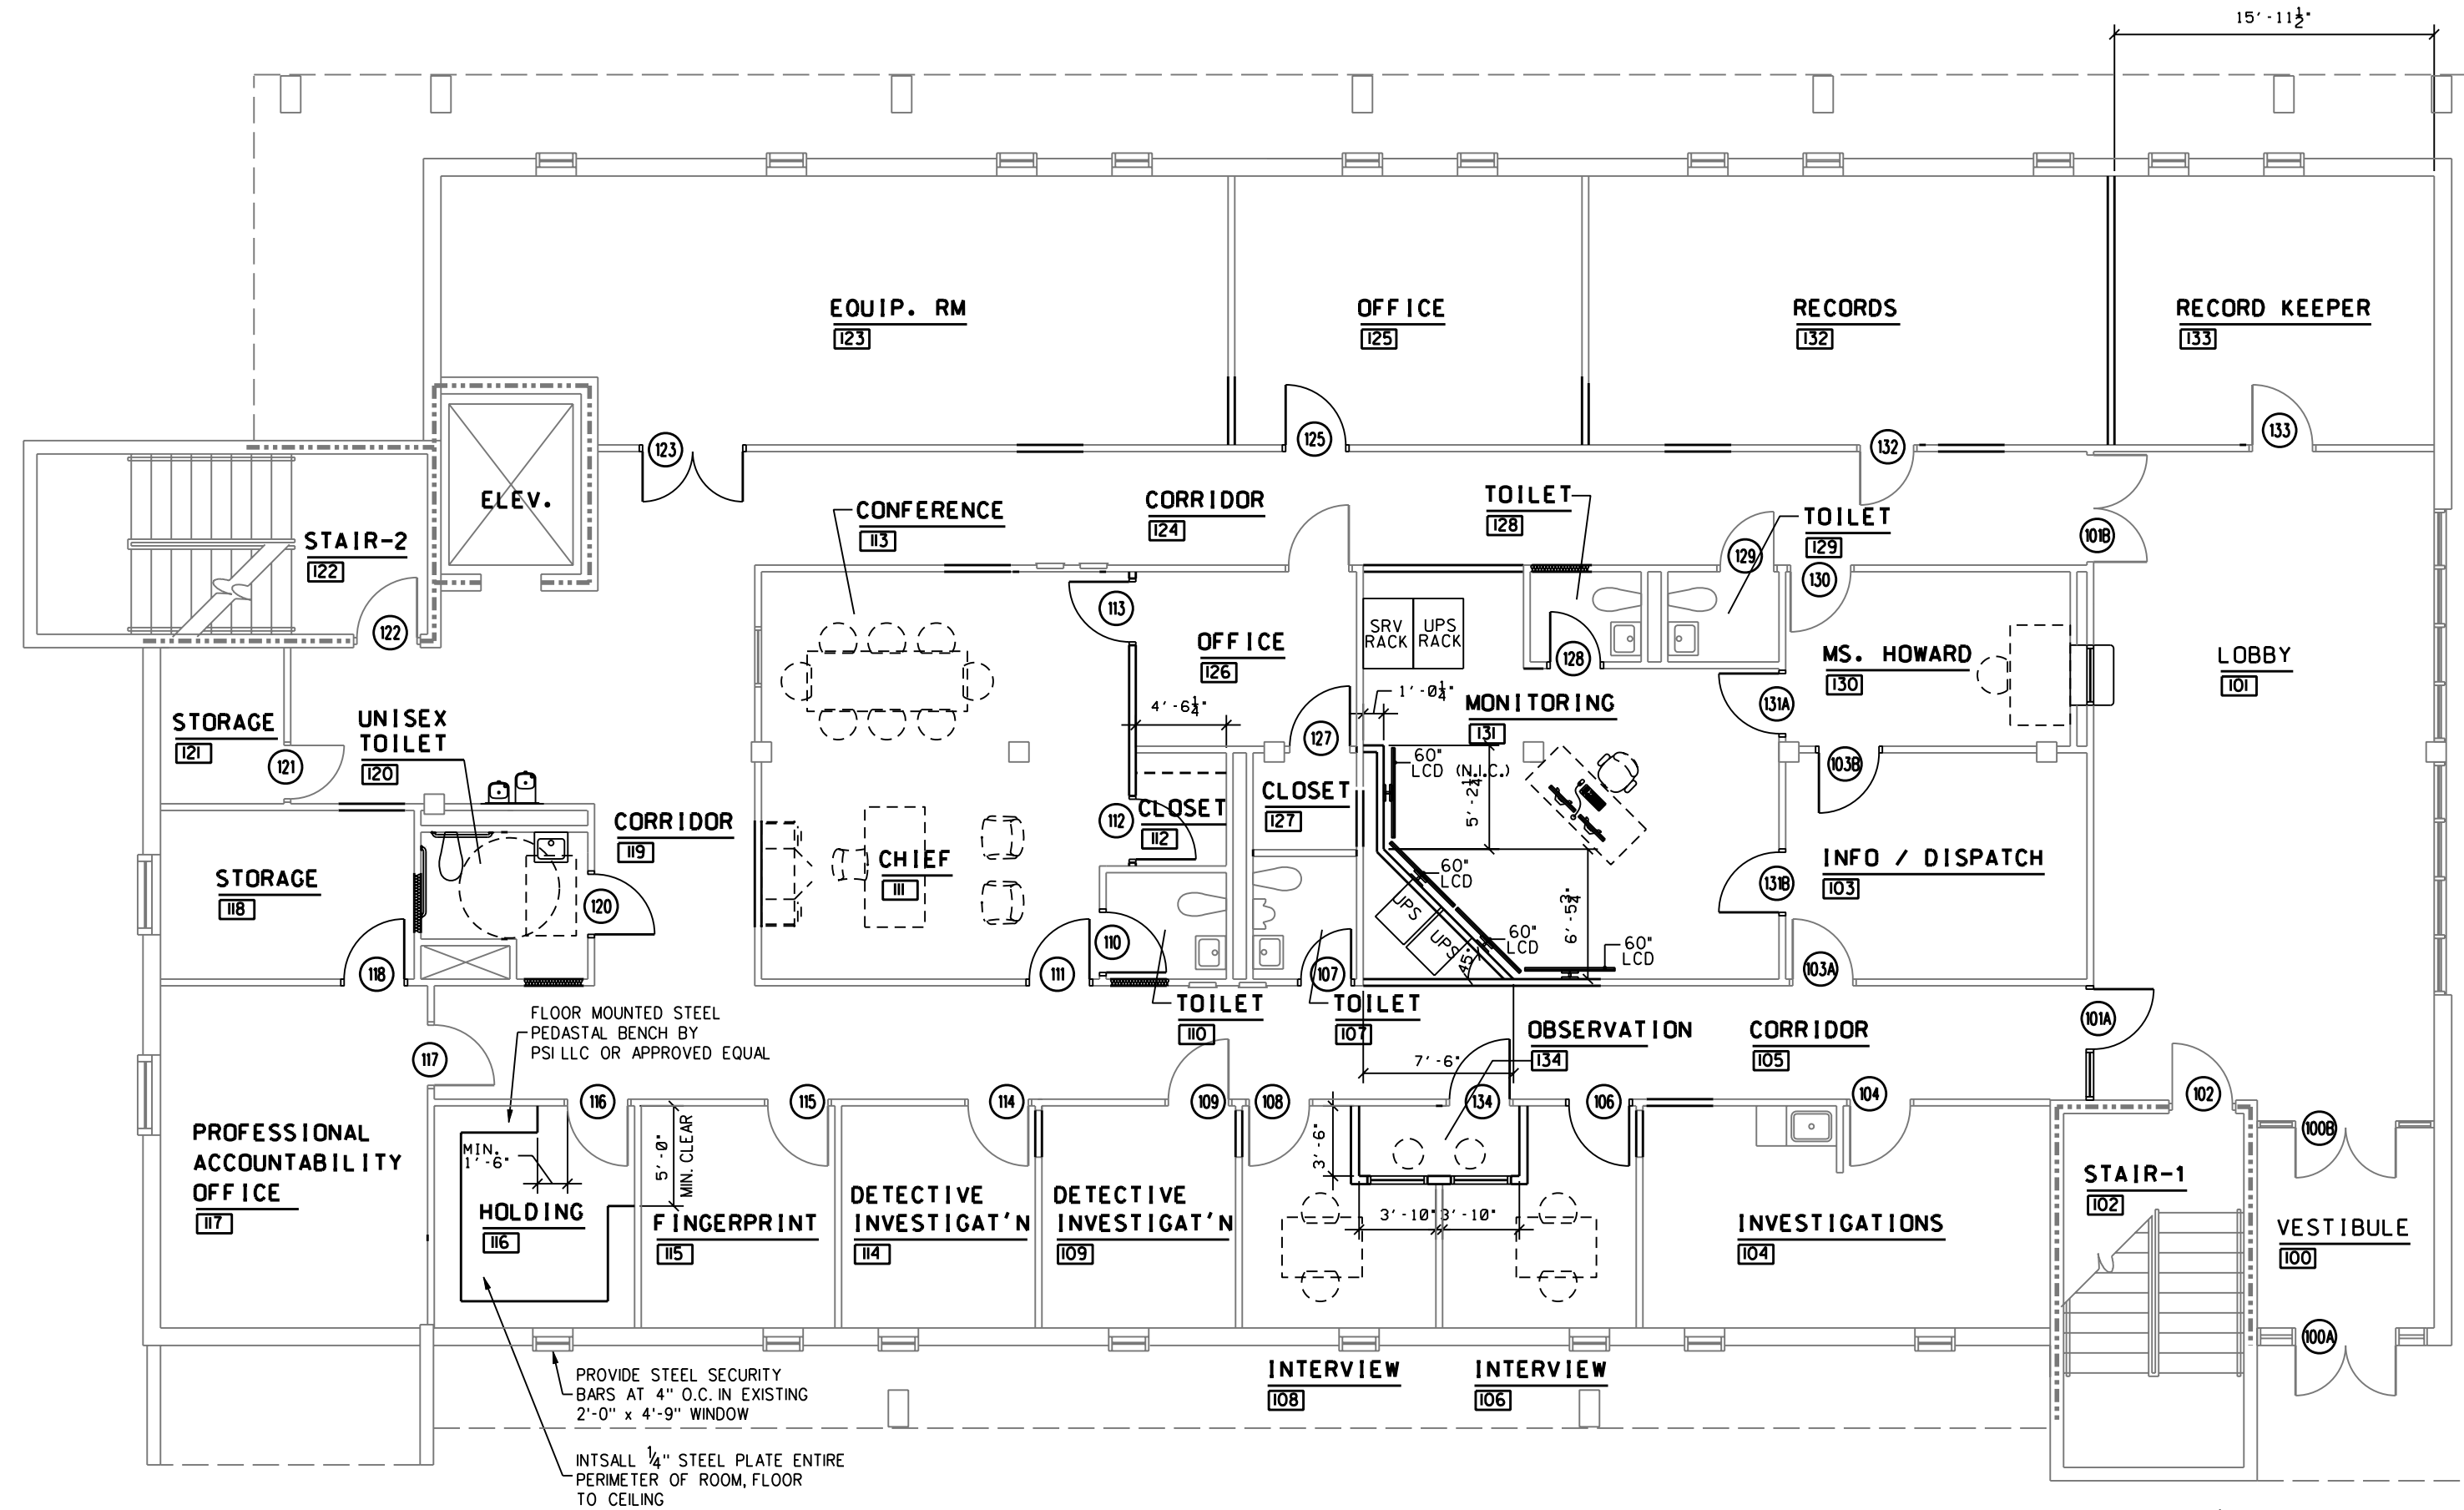 15'-11½"
EQUIP. RM
123
OFFICE
125
RECORDS
132
RECORD KEEPER
133
123
125
132
133
ELEV.
STAIR-2
122
122
CONFERENCE
113
CORRIDOR
124
TOILET
128
TOILET
129
129
130
101B
113
SRV
RACK
UPS
RACK
128
OFFICE
126
MS. HOWARD
130
LOBBY
101
4'-6¼"
1'-0¼"
MONITORING
131
131A
127
103B
STORAGE
121
121
UNISEX
TOILET
120
60"
LCD (N.I.C.)
5'-2¼"
CLOSET
112
112
CLOSET
127
CORRIDOR
119
CHIEF
111
STORAGE
118
118
120
60"
LCD
UPS
UPS
45°
60"
LCD
60"
LCD
6'-5¾"
131B
INFO / DISPATCH
103
103A
110
111
107
TOILET
110
TOILET
107
OBSERVATION
134
CORRIDOR
105
101A
7'-6"
FLOOR MOUNTED STEEL
PEDASTAL BENCH BY
PSI LLC OR APPROVED EQUAL
117
116
115
114
109
108
134
106
104
102
100B
PROFESSIONAL
ACCOUNTABILITY
OFFICE
117
MIN.
1'-6"
HOLDING
116
5'-0"
MIN. CLEAR
FINGERPRINT
115
DETECTIVE
INVESTIGAT'N
114
DETECTIVE
INVESTIGAT'N
109
3'-6"
3'-10"
3'-10"
INVESTIGATIONS
104
STAIR-1
102
VESTIBULE
100
100A
INTERVIEW
108
INTERVIEW
106
PROVIDE STEEL SECURITY
BARS AT 4" O.C. IN EXISTING
2'-0" x 4'-9" WINDOW
INTSALL ¼" STEEL PLATE ENTIRE
PERIMETER OF ROOM, FLOOR
TO CEILING